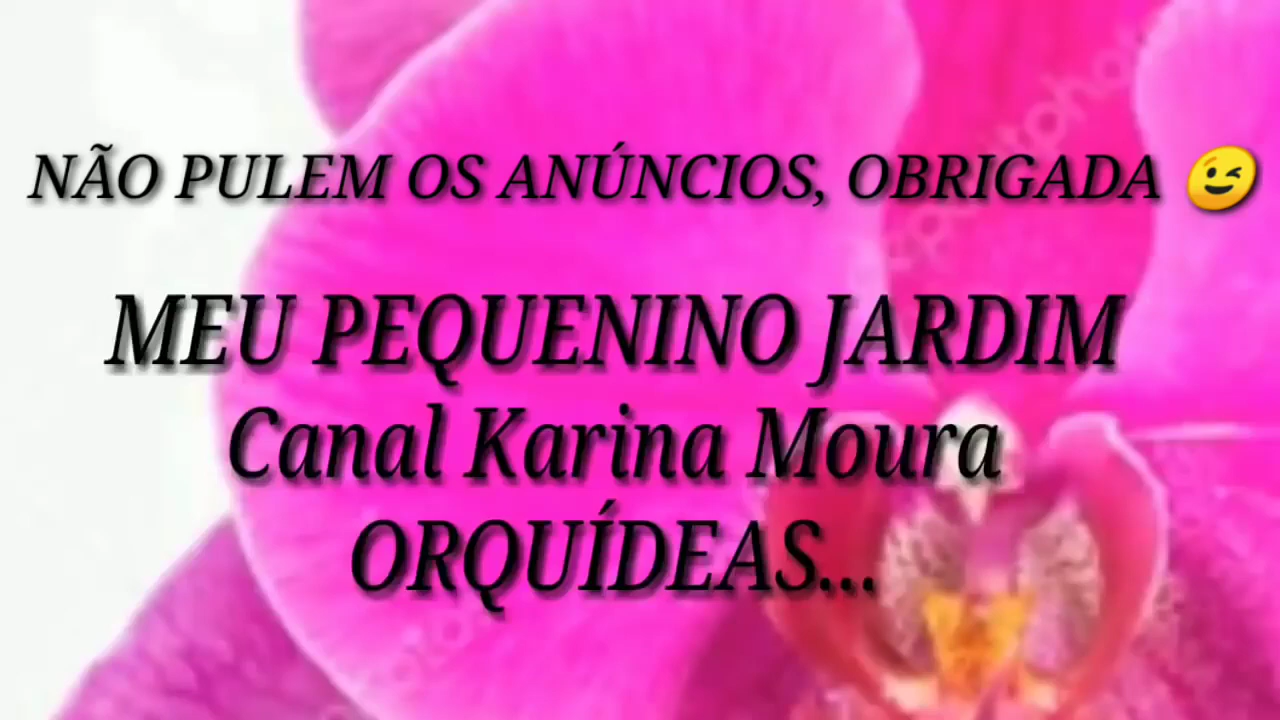 NÃO PULEM OS ANÚNCIOS, OBRIGADA 😉
MEU PEQUENINO JARDIM
Canal Karina Moura
ORQUÍDEAS...